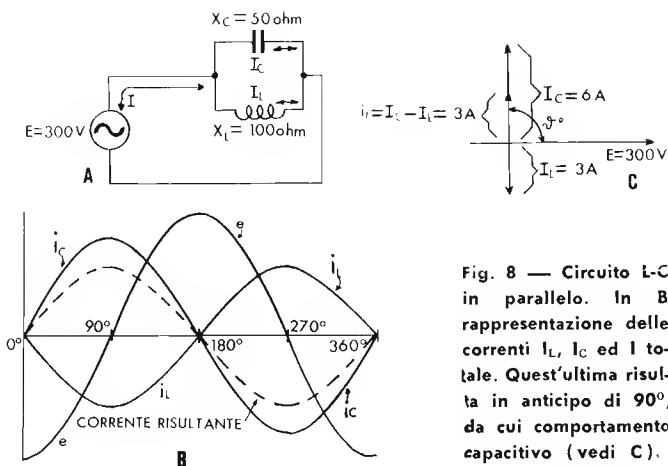 X_C = 50 ohm
I_C
I
I_L
E=300V
X_L = 100 ohm
A
I_C = 6A
i_r = I_C - I_L = 3A
ϑ°
E=300V
I_L = 3A
C
i_C
e
i_L
0°
90°
180°
270°
360°
i_L
e
CORRENTE RISULTANTE
i_C
B
Fig. 8 — Circuito L-C
in parallelo. In B
rappresentazione delle
correnti I_L, I_C ed I to-
tale. Quest'ultima risul-
ta in anticipo di 90°,
da cui comportamento
capacitivo (vedi C).